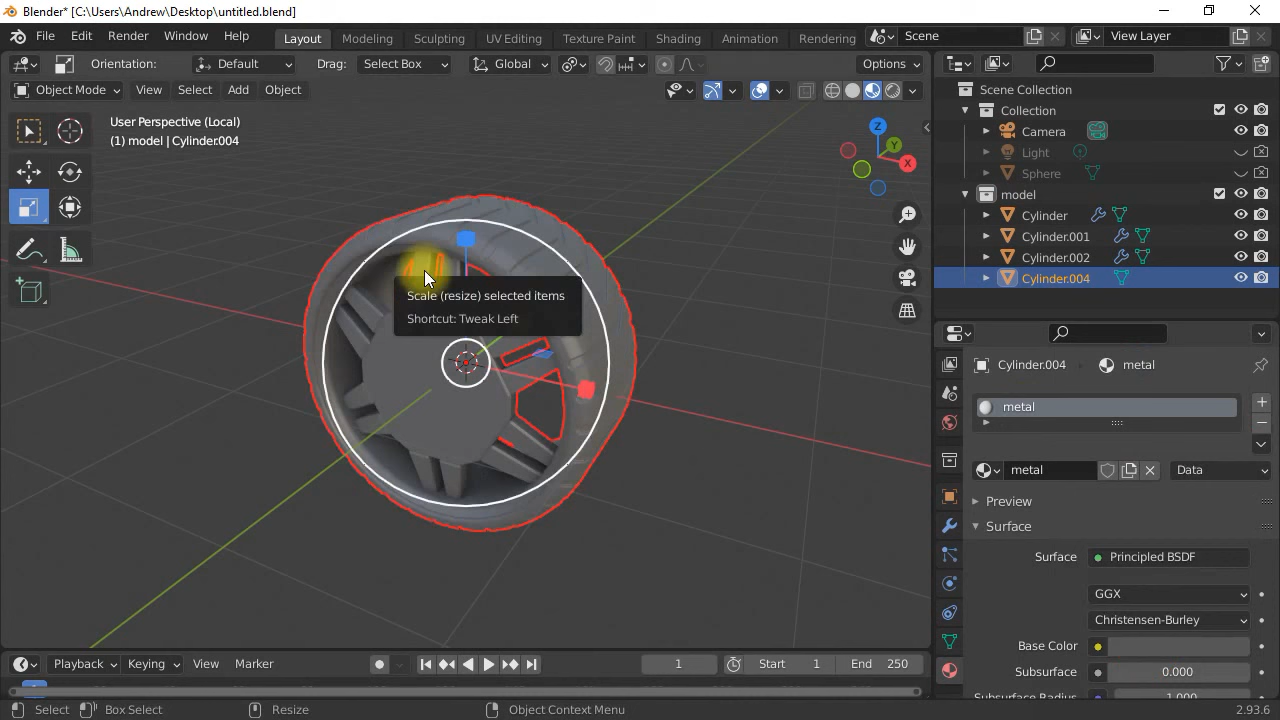 Blender* [C:\Users\Andrew\Desktop\untitled.blend]
File Edit Render Window Help Layout Modeling Sculpting UV Editing Texture Paint Shading Animation Rendering Scene View Layer
Orientation: Default Drag: Select Box Global Options
Object Mode View Select Add Object
User Perspective (Local)
(1) model | Cylinder.004
Z
Y
X
Scale (resize) selected items
Shortcut: Tweak Left
Scene Collection
Collection
Camera
Light
Sphere
model
Cylinder
Cylinder.001
Cylinder.002
Cylinder.004
Cylinder.004 metal
metal
metal Data
Preview
Surface
Surface Principled BSDF
GGX
Christensen-Burley
Base Color
Subsurface 0.000
Subsurface Radius 1.000
Playback Keying View Marker 1 Start 1 End 250
Select Box Select Resize Object Context Menu 2.93.6